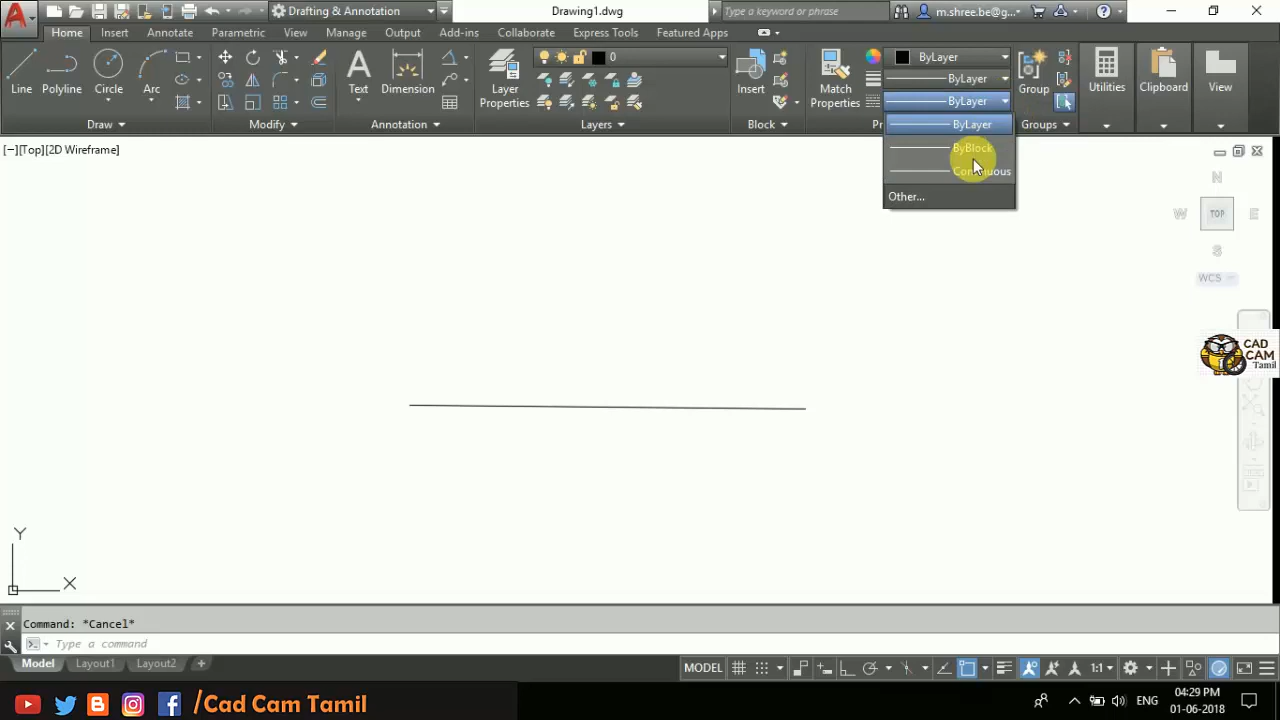 Drafting & Annotation
Drawing1.dwg
Type a keyword or phrase
m.shree.be@g...
Home Insert Annotate Parametric View Manage Output Add-ins Collaborate Express Tools Featured Apps
Line Polyline Circle Arc
Text Dimension
Layer Properties
0
Insert
Match Properties
ByLayer
ByLayer
ByLayer
Group
Utilities
Clipboard
View
Draw Modify Annotation Layers Block Groups
ByLayer
ByBlock
Continuous
Other...
[−][Top][2D Wireframe]
N
W TOP E
S
WCS
CAD
CAM
Tamil
Y
X
Command: *Cancel*
Type a command
Model Layout1 Layout2 +
MODEL
1:1
/Cad Cam Tamil
ENG
04:29 PM
01-06-2018